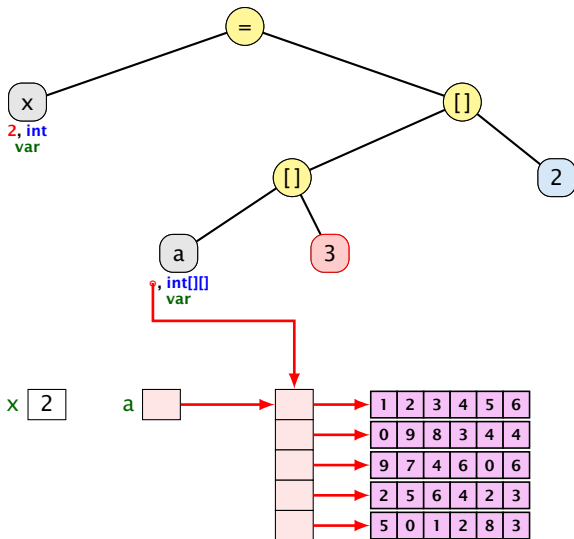 =
x
[]
2, int
var
[]
2
a
3
, int[][]
var
x 2 a
1 2 3 4 5 6
0 9 8 3 4 4
9 7 4 6 0 6
2 5 6 4 2 3
5 0 1 2 8 3